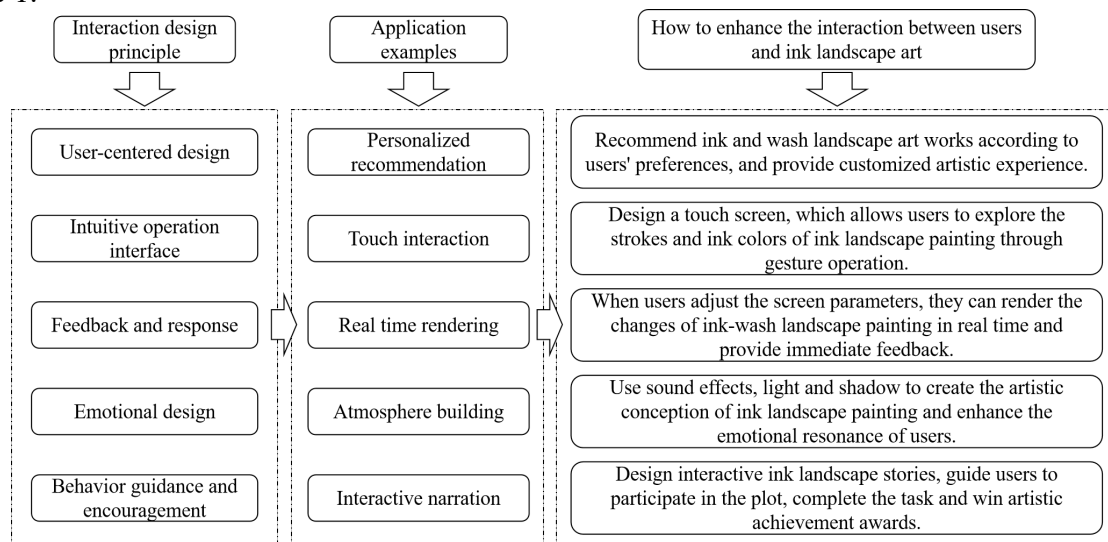 Interaction design
principle
Application
examples
How to enhance the interaction between users
and ink landscape art
User-centered design
Personalized
recommendation
Recommend ink and wash landscape art works according to
users' preferences, and provide customized artistic experience.
Intuitive operation
interface
Touch interaction
Design a touch screen, which allows users to explore the
strokes and ink colors of ink landscape painting through
gesture operation.
Feedback and response
Real time rendering
When users adjust the screen parameters, they can render the
changes of ink-wash landscape painting in real time and
provide immediate feedback.
Emotional design
Atmosphere building
Use sound effects, light and shadow to create the artistic
conception of ink landscape painting and enhance the
emotional resonance of users.
Behavior guidance and
encouragement
Interactive narration
Design interactive ink landscape stories, guide users to
participate in the plot, complete the task and win artistic
achievement awards.